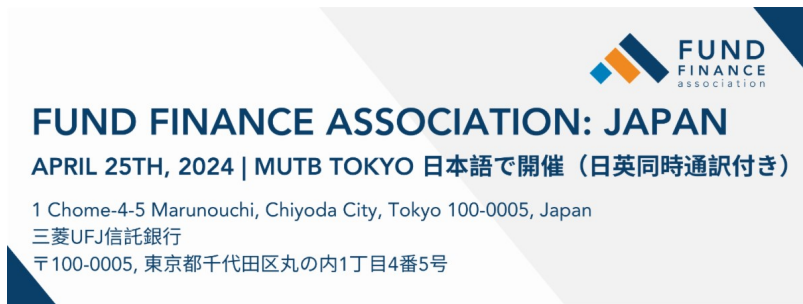 FUND
FINANCE
association
FUND FINANCE ASSOCIATION: JAPAN
APRIL 25TH, 2024 | MUTB TOKYO 日本語で開催（日英同時通訳付き）
1 Chome-4-5 Marunouchi, Chiyoda City, Tokyo 100-0005, Japan
三菱UFJ信託銀行
〒100-0005, 東京都千代田区丸の内1丁目4番5号